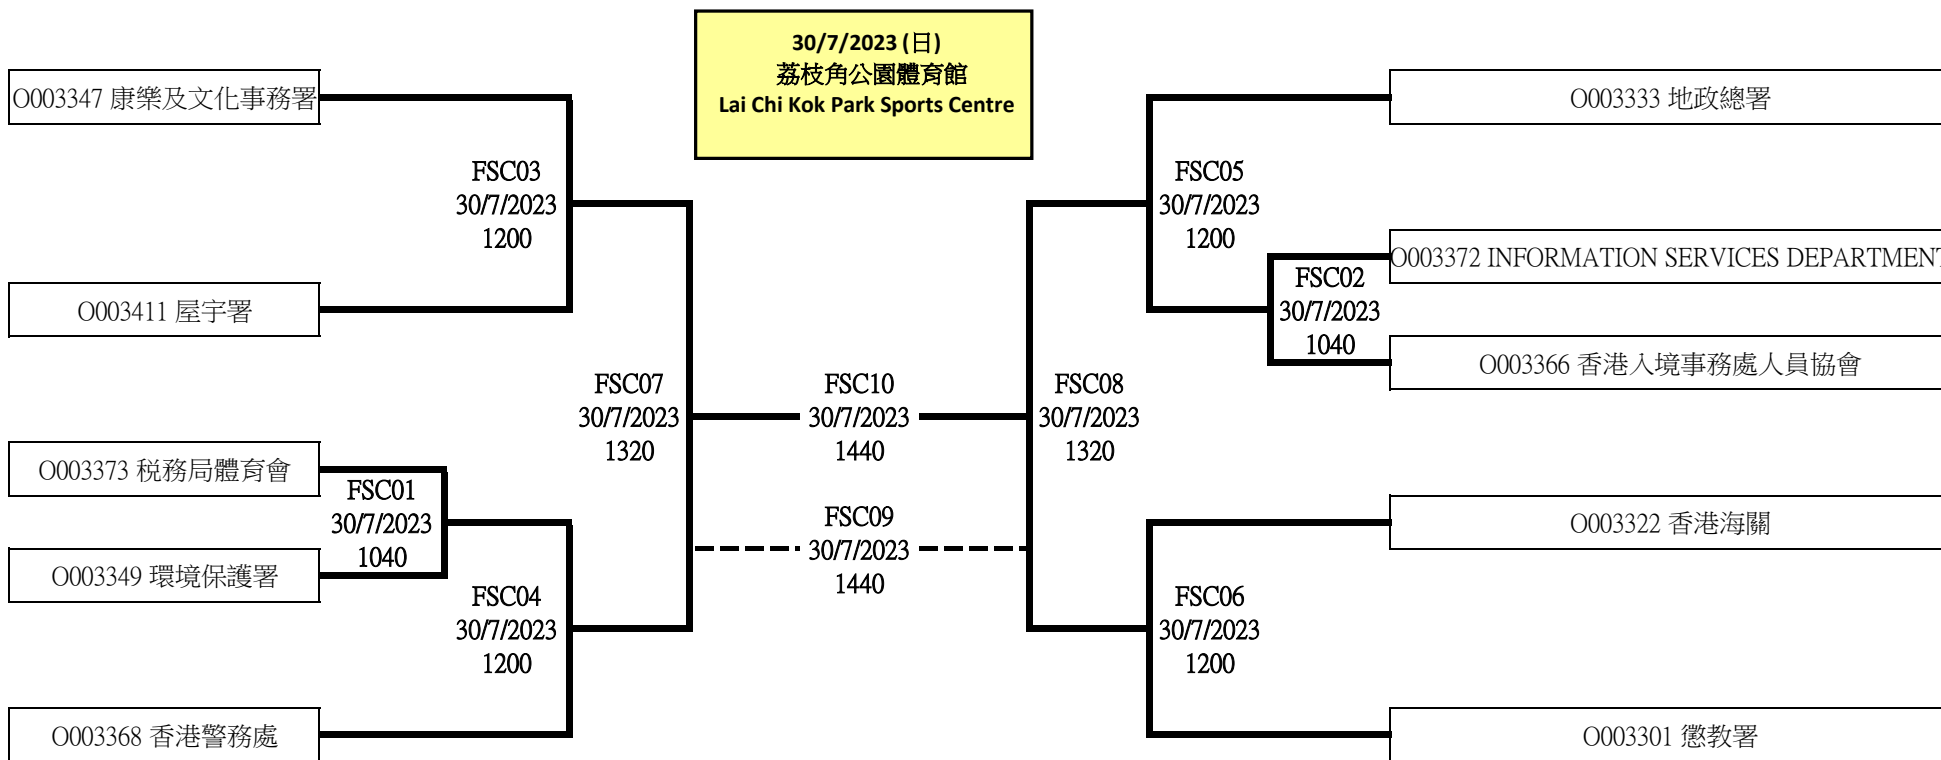 30/7/2023 (日)
荔枝角公園體育館
Lai Chi Kok Park Sports Centre
O003347 康樂及文化事務署
O003333 地政總署
FSC03
30/7/2023
1200
FSC05
30/7/2023
1200
O003372 INFORMATION SERVICES DEPARTMENT
FSC02
30/7/2023
1040
O003411 屋宇署
O003366 香港入境事務處人員協會
FSC07
30/7/2023
1320
FSC10
30/7/2023
1440
FSC08
30/7/2023
1320
O003373 稅務局體育會
FSC01
30/7/2023
1040
O003349 環境保護署
FSC09
30/7/2023
1440
O003322 香港海關
FSC04
30/7/2023
1200
FSC06
30/7/2023
1200
O003368 香港警務處
O003301 懲教署